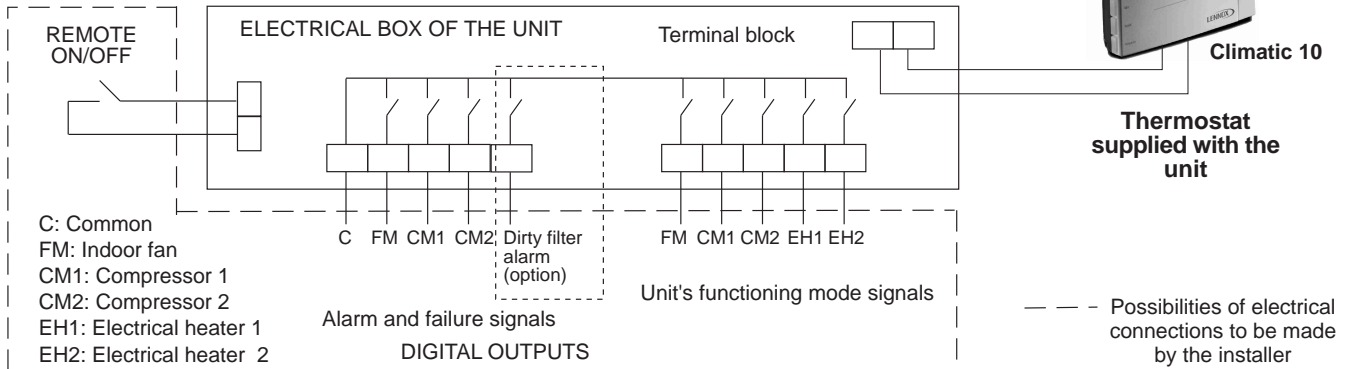 REMOTE
ON/OFF
ELECTRICAL BOX OF THE UNIT
Terminal block
LENNOX
Climatic 10
Thermostat
supplied with the
unit
C: Common
FM: Indoor fan
CM1: Compressor 1
CM2: Compressor 2
EH1: Electrical heater 1
EH2: Electrical heater 2
C FM CM1 CM2 Dirty filter
alarm
(option)
FM CM1 CM2 EH1 EH2
Alarm and failure signals
Unit's functioning mode signals
DIGITAL OUTPUTS
Possibilities of electrical
connections to be made
by the installer